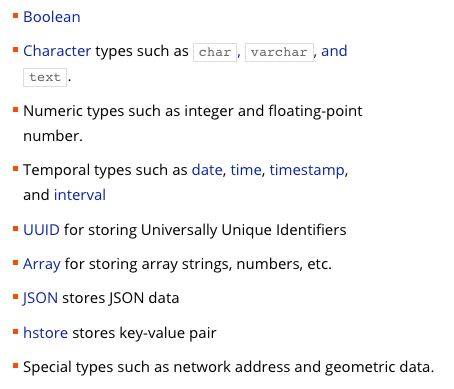 Boolean
Character types such as char, varchar, and
text.
Numeric types such as integer and floating-point
number.
Temporal types such as date, time, timestamp,
and interval
UUID for storing Universally Unique Identifiers
Array for storing array strings, numbers, etc.
JSON stores JSON data
hstore stores key-value pair
Special types such as network address and geometric data.